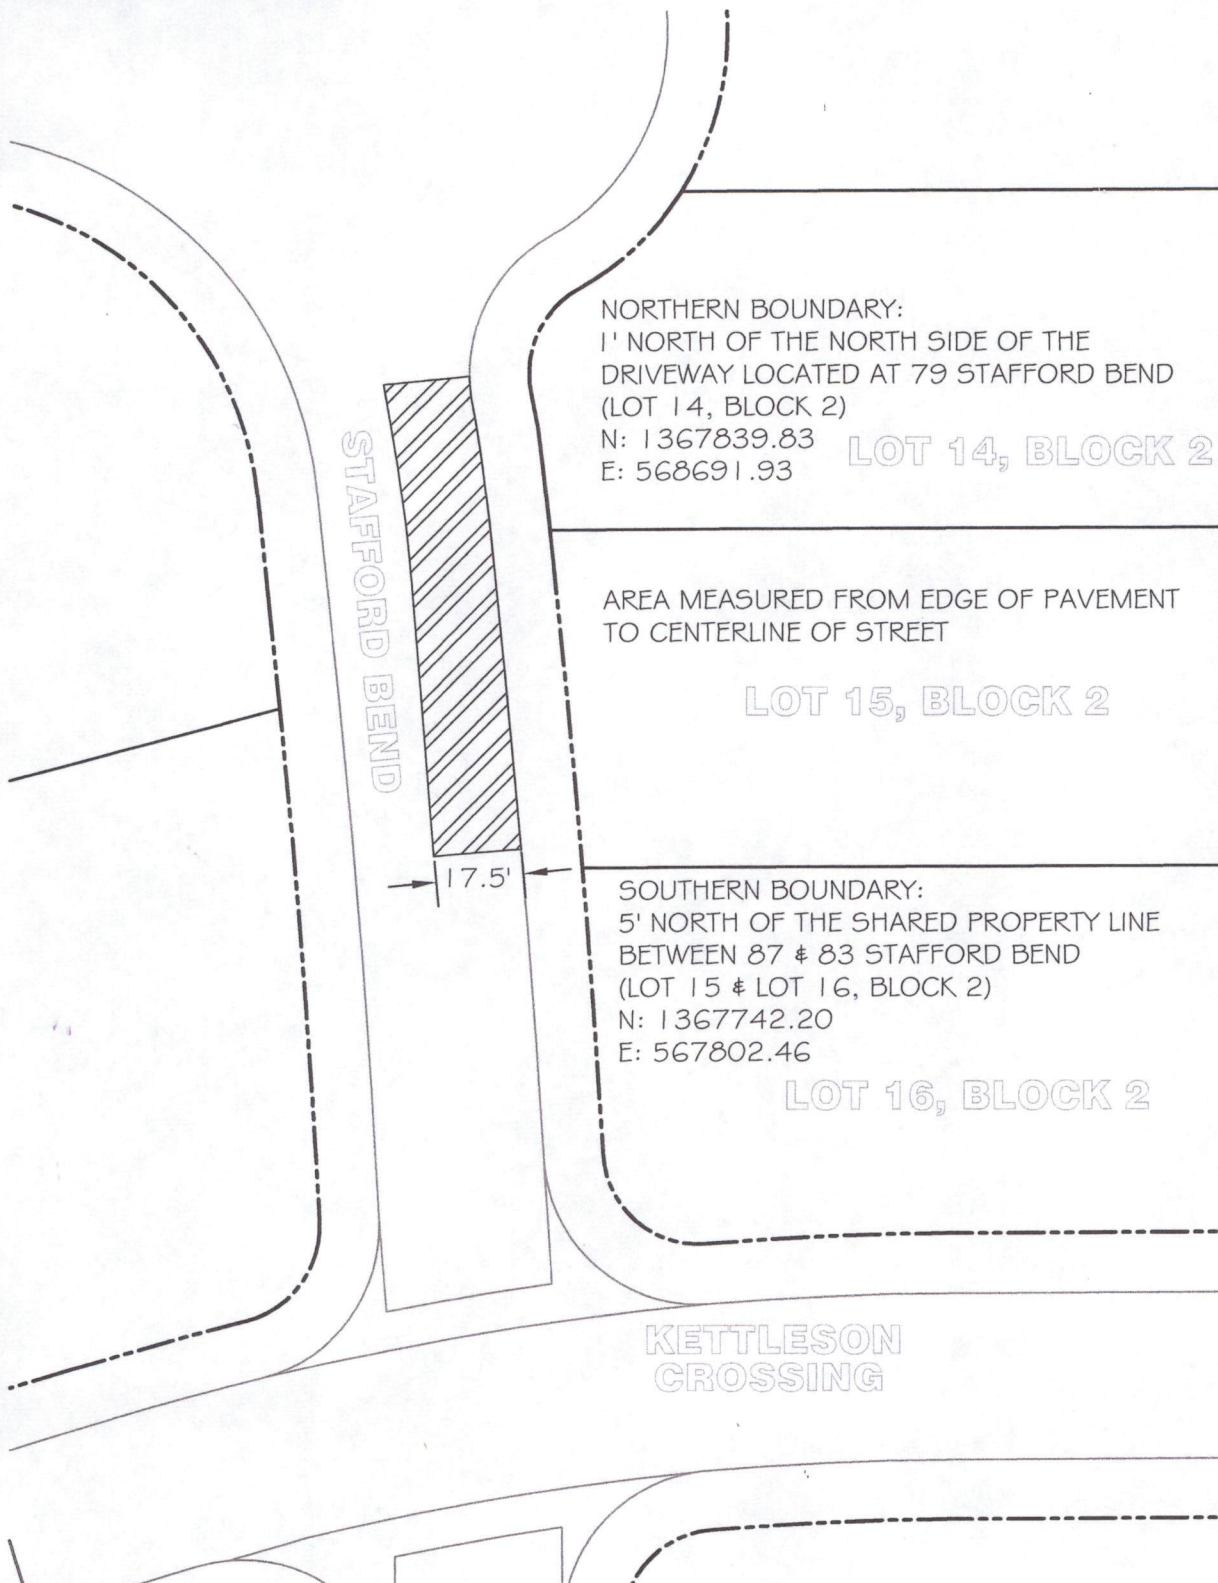 NORTHERN BOUNDARY:
1' NORTH OF THE NORTH SIDE OF THE
DRIVEWAY LOCATED AT 79 STAFFORD BEND
(LOT 14, BLOCK 2)
N: 1367839.83
E: 568691.93
LOT 14, BLOCK 2
STAFFORD BEND
AREA MEASURED FROM EDGE OF PAVEMENT
TO CENTERLINE OF STREET
LOT 15, BLOCK 2
17.5'
SOUTHERN BOUNDARY:
5' NORTH OF THE SHARED PROPERTY LINE
BETWEEN 87 & 83 STAFFORD BEND
(LOT 15 & LOT 16, BLOCK 2)
N: 1367742.20
E: 567802.46
LOT 16, BLOCK 2
KETTLESON
CROSSING